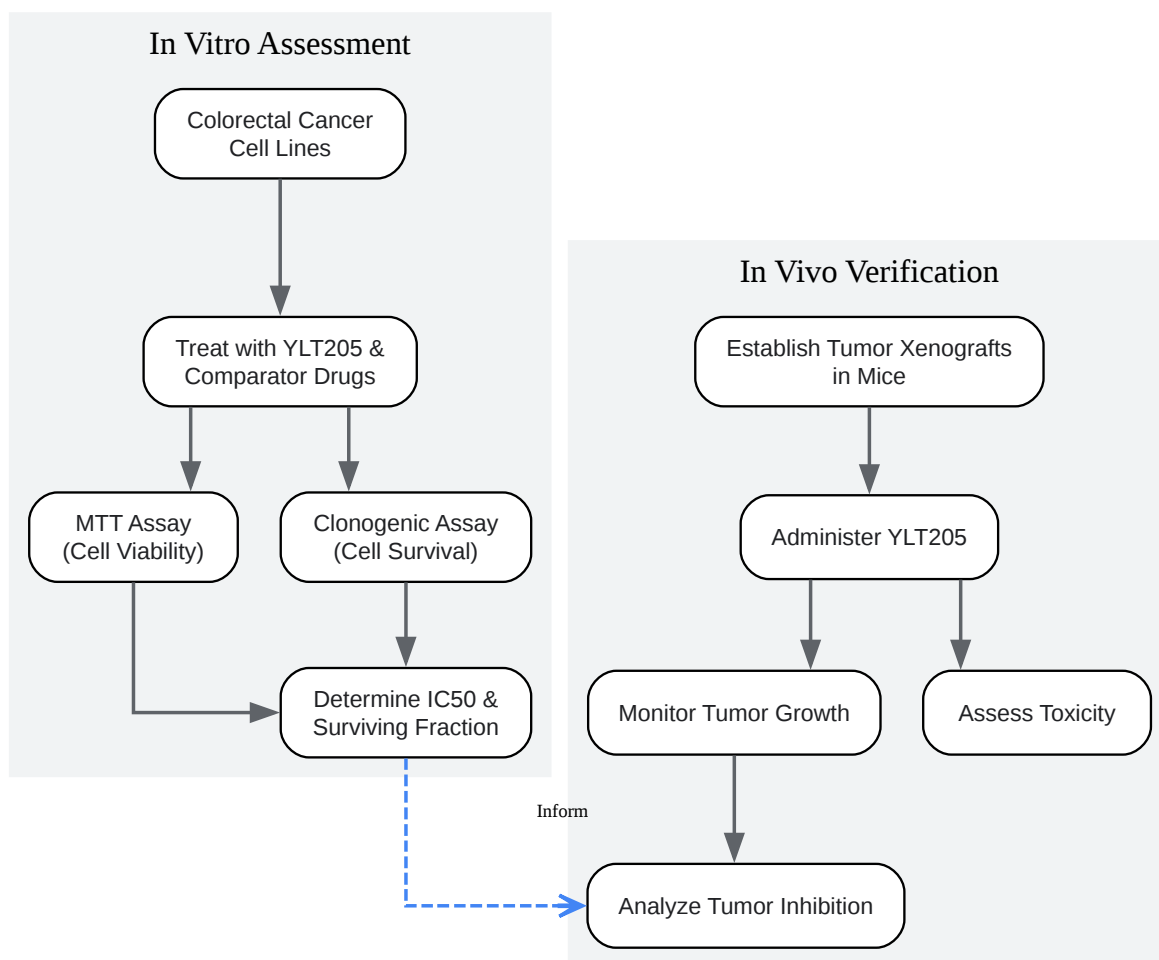 In Vitro Assessment
Colorectal Cancer
Cell Lines
Treat with YLT205 &
Comparator Drugs
MTT Assay
(Cell Viability)
Clonogenic Assay
(Cell Survival)
Determine IC50 &
Surviving Fraction
Inform
In Vivo Verification
Establish Tumor Xenografts
in Mice
Administer YLT205
Monitor Tumor Growth
Assess Toxicity
Analyze Tumor Inhibition